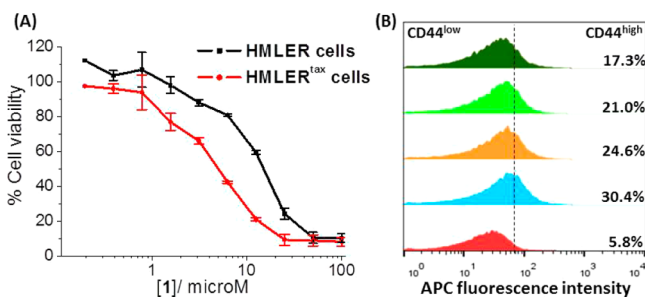 (A)
HMLER cells
HMLER^tax cells
% Cell viability
120
100
80
60
40
20
0
1
10
100
[1]/ microM
(B)
CD44^low
CD44^high
17.3%
21.0%
24.6%
30.4%
5.8%
10^0
10^1
10^2
10^3
10^4
APC fluorescence intensity